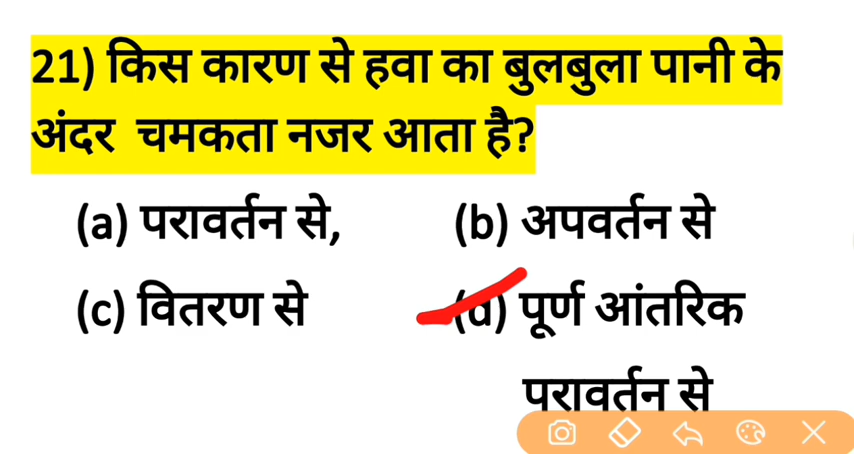 21) किस कारण से हवा का बुलबुला पानी के
अंदर चमकता नजर आता है?
(a) परावर्तन से, (b) अपवर्तन से
(c) वितरण से (d) पूर्ण आंतरिक
परावर्तन से